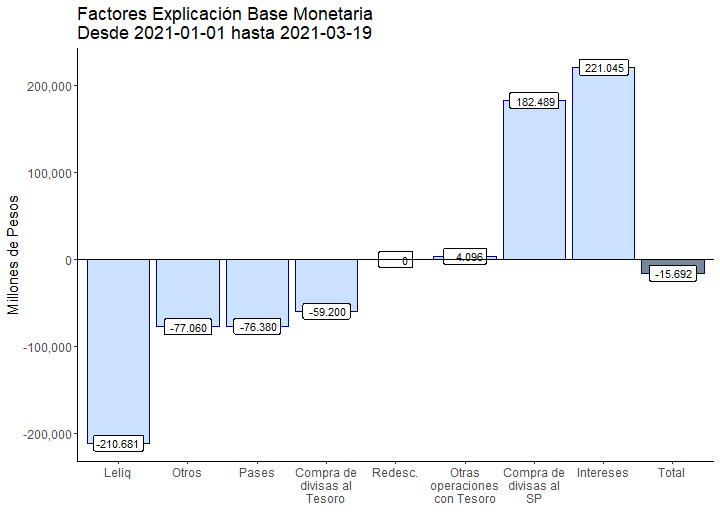 Factores Explicación Base Monetaria
Desde 2021-01-01 hasta 2021-03-19
Millones de Pesos
200,000
100,000
0
-100,000
-200,000
-210.681
-77.060
-76.380
-59.200
0
4.096
182.489
221.045
-15.692
Leliq
Otros
Pases
Compra de
divisas al
Tesoro
Redesc.
Otras
operaciones
con Tesoro
Compra de
divisas al
SP
Intereses
Total